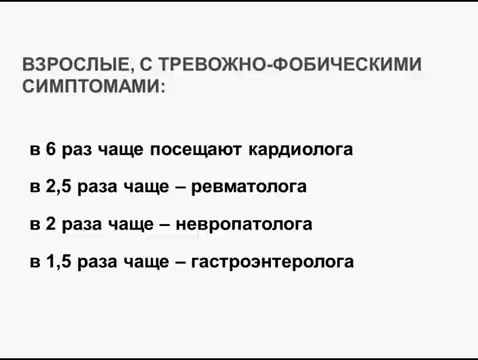 ВЗРОСЛЫЕ, С ТРЕВОЖНО-ФОБИЧЕСКИМИ
СИМПТОМАМИ:
в 6 раз чаще посещают кардиолога
в 2,5 раза чаще – ревматолога
в 2 раза чаще – невропатолога
в 1,5 раза чаще – гастроэнтеролога